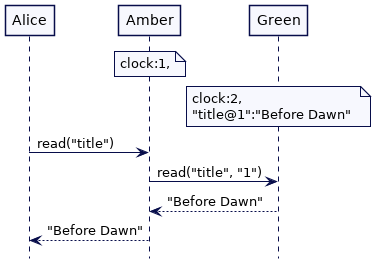 Alice
Amber
Green
clock:1,
clock:2,
"title@1":"Before Dawn"
read("title")
read("title", "1")
"Before Dawn"
"Before Dawn"